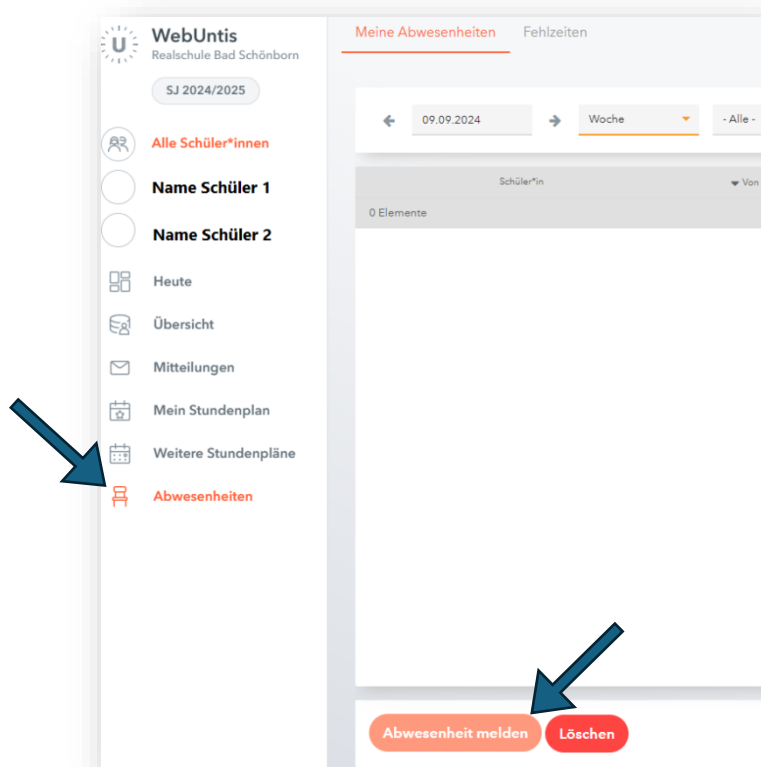 WebUntis
Realschule Bad Schönborn
SJ 2024/2025
Alle Schüler*innen
Name Schüler 1
Name Schüler 2
Heute
Übersicht
Mitteilungen
Mein Stundenplan
Weitere Stundenpläne
Abwesenheiten
Meine Abwesenheiten Fehlzeiten
09.09.2024 Woche - Alle -
Schüler*in Von
0 Elemente
Abwesenheit melden Löschen